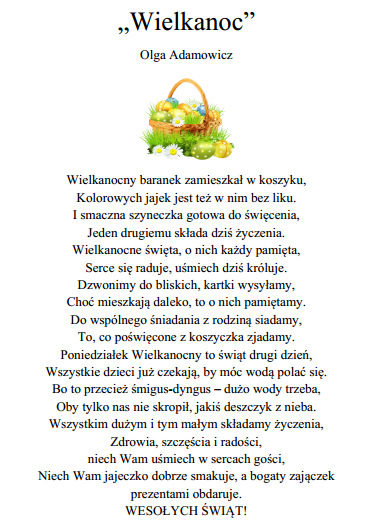 „Wielkanoc”
Olga Adamowicz
Wielkanocny baranek zamieszkał w koszyku,
Kolorowych jajek jest też w nim bez liku.
I smaczna szyneczka gotowa do święcenia,
Jeden drugiemu składa dziś życzenia.
Wielkanocne święta, o nich każdy pamięta,
Serce się raduje, uśmiech dziś króluje.
Dzwonimy do bliskich, kartki wysyłamy,
Choć mieszkają daleko, to o nich pamiętamy.
Do wspólnego śniadania z rodziną siadamy,
To, co poświęcone z koszyczka zjadamy.
Poniedziałek Wielkanocny to świąt drugi dzień,
Wszystkie dzieci już czekają, by móc wodą polać się.
Bo to przecież śmigus-dyngus – dużo wody trzeba,
Oby tylko nas nie skropił, jakiś deszczyk z nieba.
Wszystkim dużym i tym małym składamy życzenia,
Zdrowia, szczęścia i radości,
niech Wam uśmiech w sercach gości,
Niech Wam jajeczko dobrze smakuje, a bogaty zajączek
prezentami obdaruje.
WESOŁYCH ŚWIĄT!